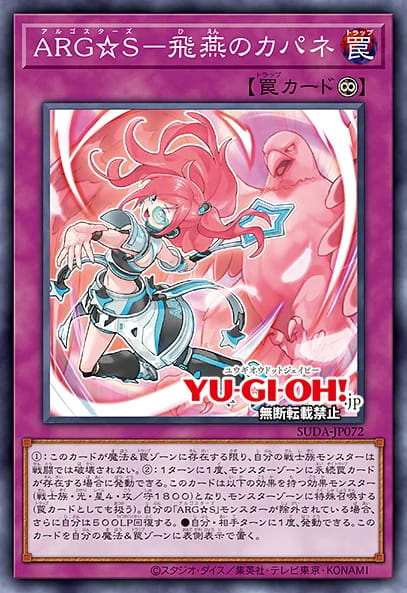 アルゴスターズ ひえん
ARG☆S－飛燕のカパネ
トラップ
罠
トラップ
【罠カード∞】
ユウギオウドットジェイピー
YU-GI-OH!.jp
無断転載禁止
SUDA-JP072
①：このカードが魔法＆罠ゾーンに存在する限り、自分の戦士族モンスターは
戦闘では破壊されない。②：1ターンに1度、モンスターゾーンに永続罠カード
が存在する場合に発動できる。このカードは以下の効果を持つ効果モンスター
(戦士族・光・星4・攻／守1800)となり、モンスターゾーンに特殊召喚する
(罠カードとしても扱う)。自分の「ARG☆S」モンスターが除外されている場合、
さらに自分は500LP回復する。●自分・相手ターンに1度、発動できる。この
カードを自分の魔法＆罠ゾーンに表側表示で置く。
©スタジオ・ダイス／集英社・テレビ東京・KONAMI